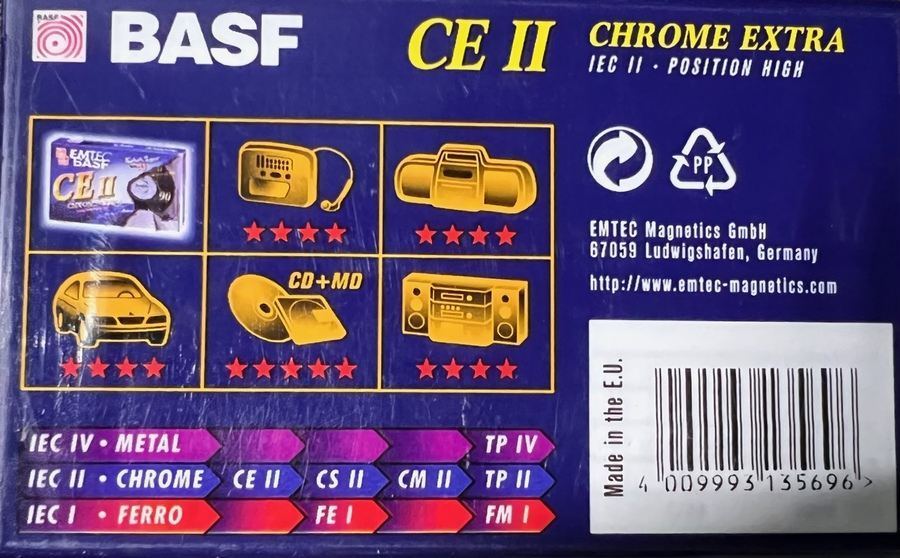 BASF
BASF
CE II
CHROME EXTRA
IEC II · POSITION HIGH
EMTEC
BASF
CE II
90
PP
EMTEC Magnetics GmbH
67059 Ludwigshafen, Germany
http://www.emtec-magnetics.com
CD+MD
IEC IV · METAL TP IV
IEC II · CHROME CE II CS II CM II TP II
IEC I · FERRO FE I FM I
Made in the E.U.
4 009993 135696 >